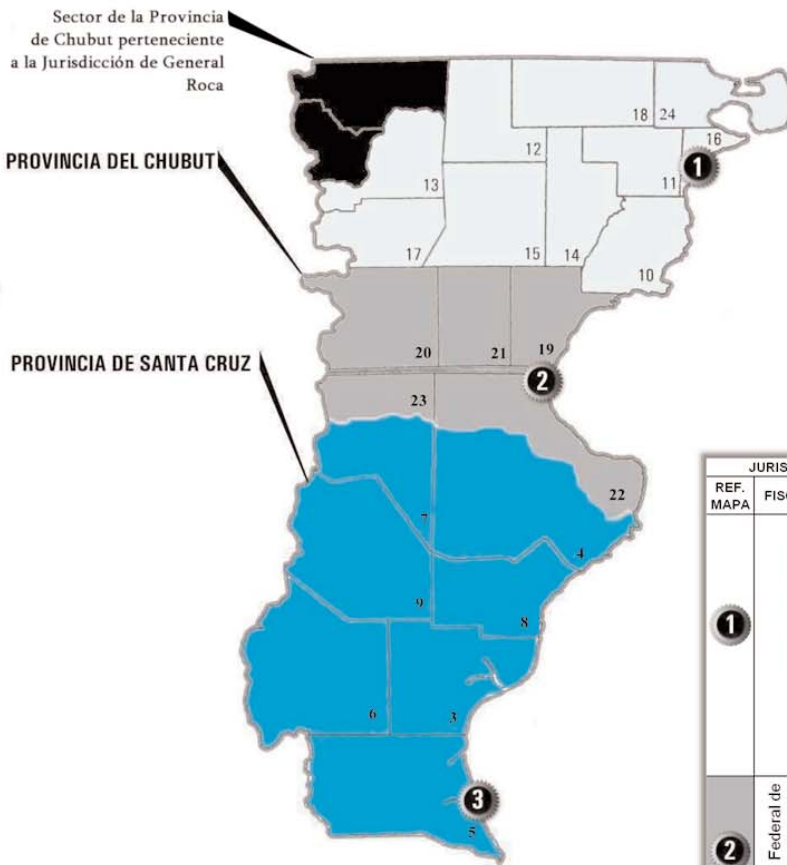 Sector de la Provincia
de Chubut perteneciente
a la Jurisdicción de General
Roca
PROVINCIA DEL CHUBUT
PROVINCIA DE SANTA CRUZ
18
24
16
12
11
1
13
17
15
14
10
20
21
19
2
23
22
7
4
9
8
6
3
3
5
JURIS
REF.
MAPA
FISC
1
2
Federal de